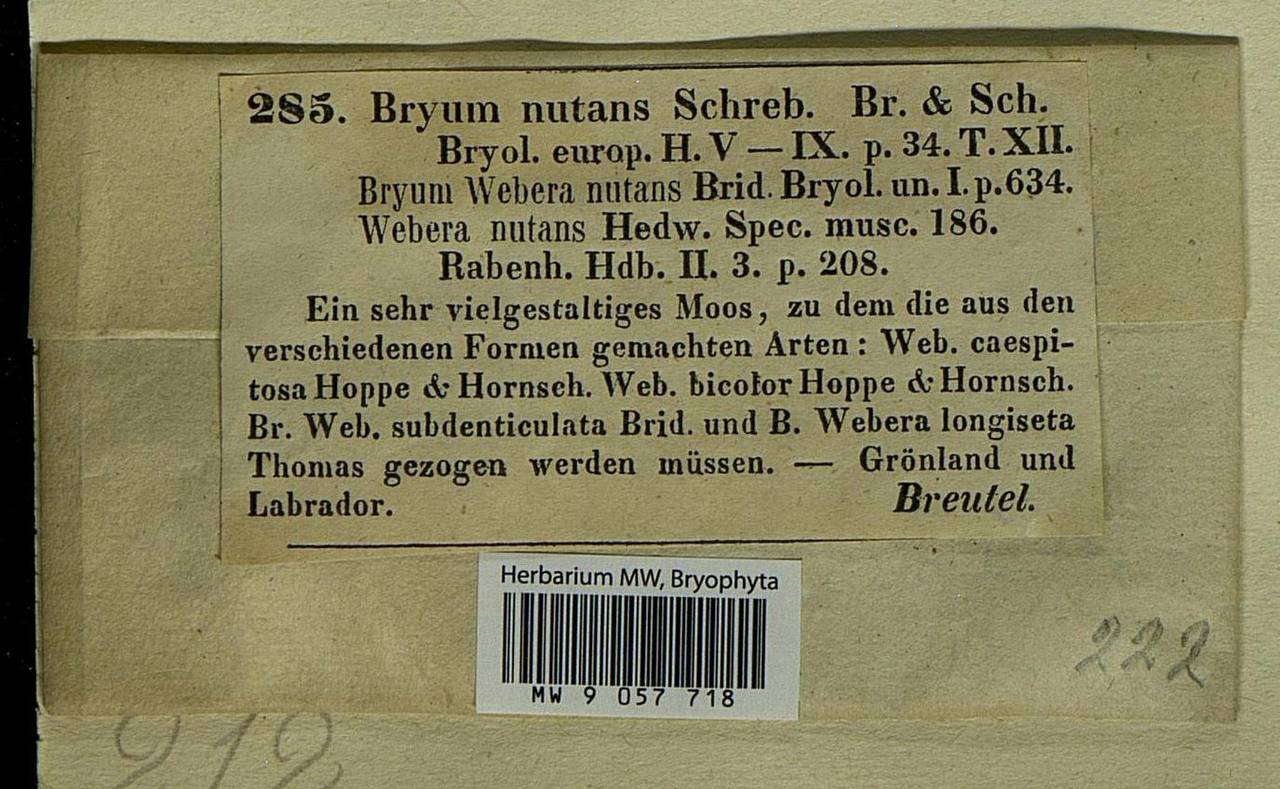 285. Bryum nutans Schreb. Br. & Sch.
Bryol. europ. H. V — IX. p. 34. T. XII.
Bryum Webera nutans Brid. Bryol. un. I. p. 634.
Webera nutans Hedw. Spec. musc. 186.
Rabenh. Hdb. II. 3. p. 208.
Ein sehr vielgestaltiges Moos, zu dem die aus den
verschiedenen Formen gemachten Arten: Web. caespi-
tosa Hoppe & Hornsch. Web. bicolor Hoppe & Hornsch.
Br. Web. subdenticulata Brid. und B. Webera longiseta
Thomas gezogen werden müssen. — Grönland und
Labrador. Breutel.
Herbarium MW, Bryophyta
MW 9 057 718
222
212